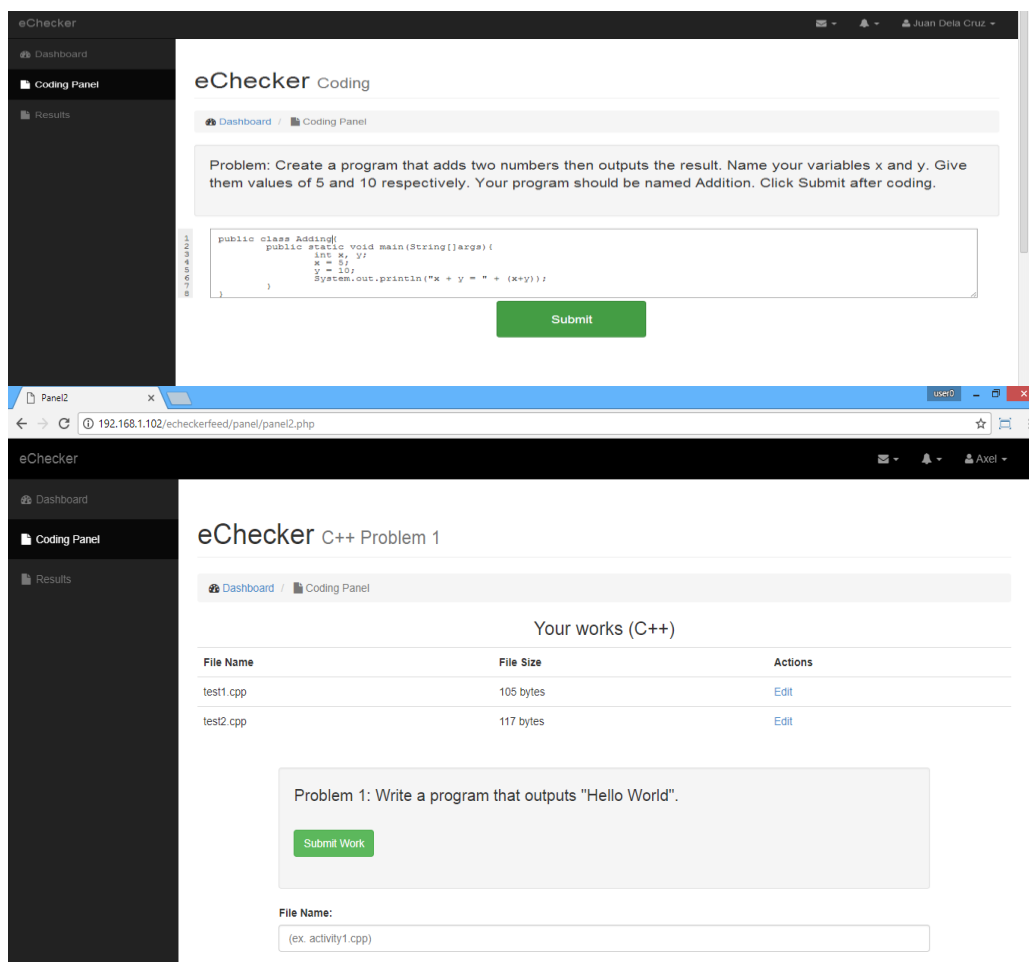 eChecker
Juan Dela Cruz
Dashboard
Coding Panel
Results
eChecker Coding
Dashboard / Coding Panel
Problem: Create a program that adds two numbers then outputs the result. Name your variables x and y. Give
them values of 5 and 10 respectively. Your program should be named Addition. Click Submit after coding.
1 public class Adding{
2 public static void main(String[]args){
3 int x, y;
4 x = 5;
5 y = 10;
6 System.out.println("x + y = " + (x+y));
7 }
8 }
Submit
Panel2
user0
192.168.1.102/echeckerfeed/panel/panel2.php
eChecker
Axel
Dashboard
Coding Panel
Results
eChecker C++ Problem 1
Dashboard / Coding Panel
Your works (C++)
File Name File Size Actions
test1.cpp 105 bytes Edit
test2.cpp 117 bytes Edit
Problem 1: Write a program that outputs "Hello World".
Submit Work
File Name:
(ex. activity1.cpp)